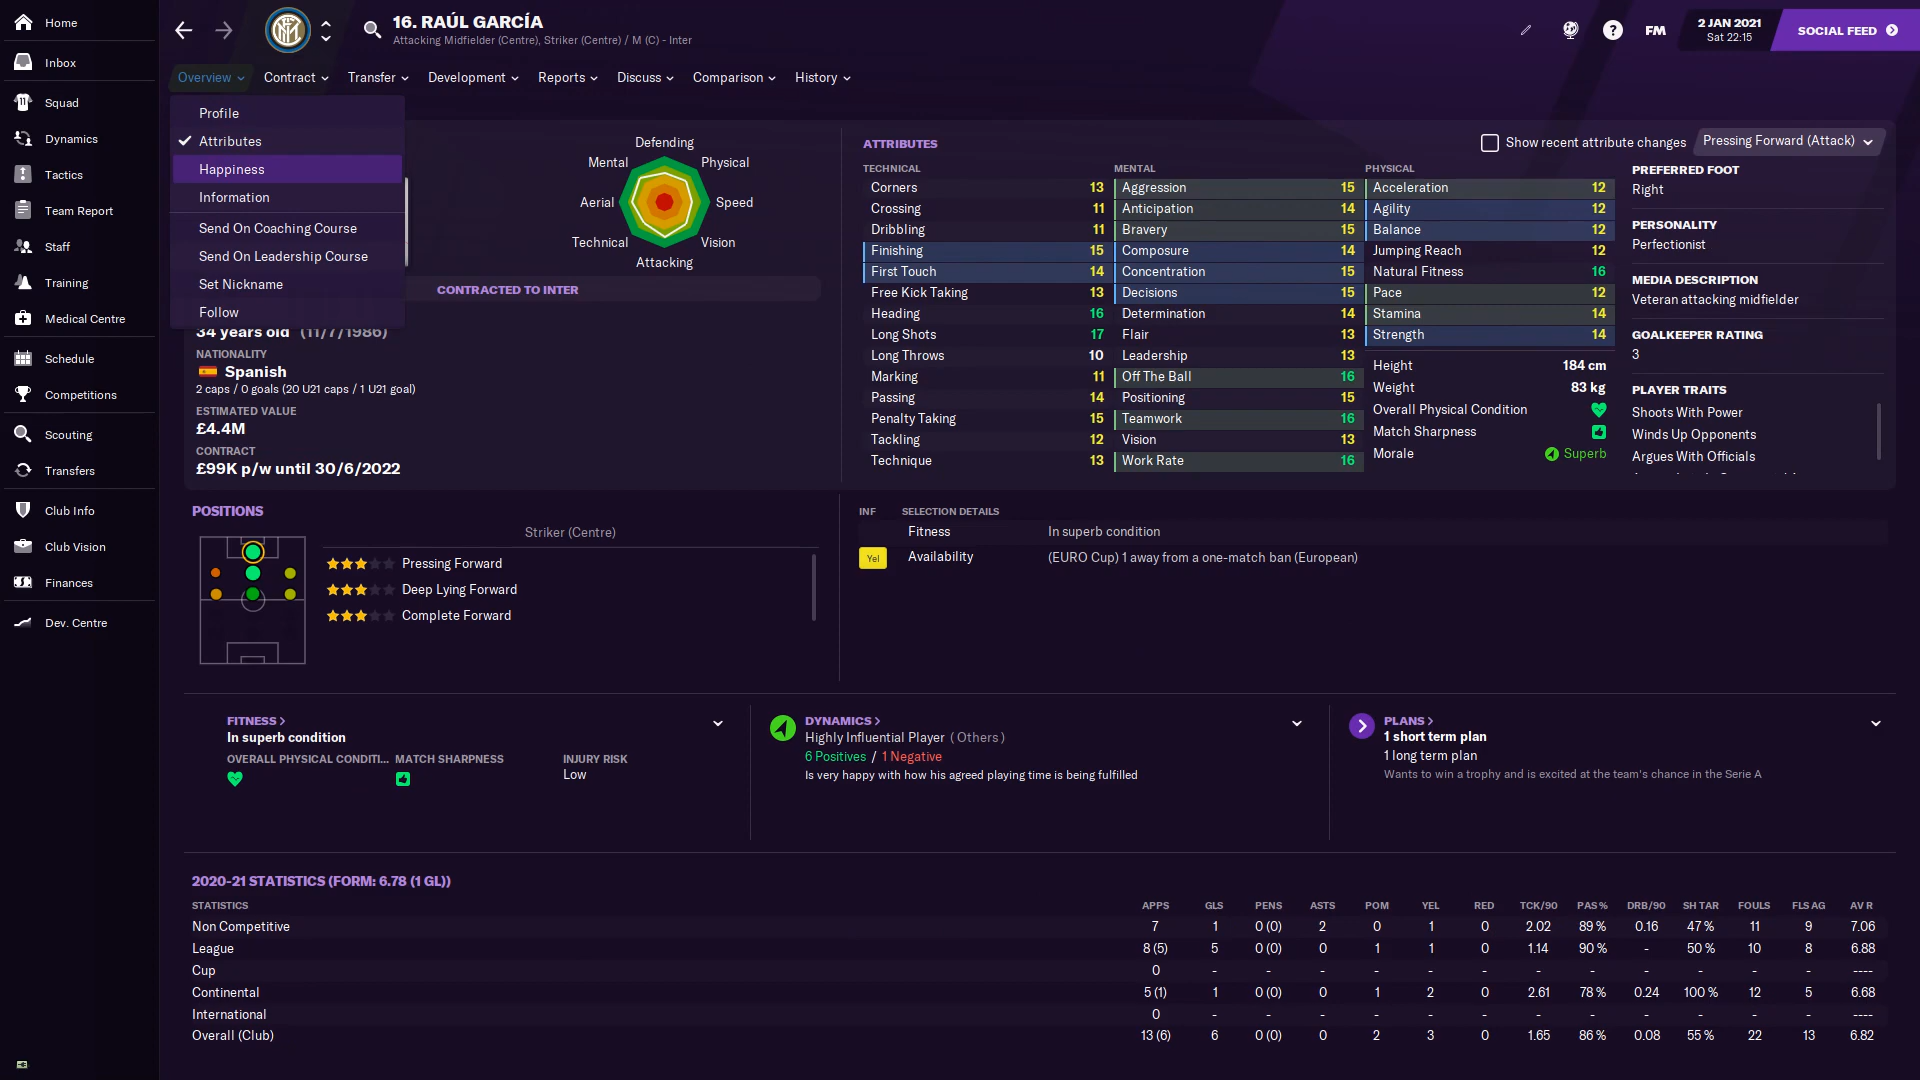 Home
Inbox
Squad
Dynamics
Tactics
Team Report
Staff
Training
Medical Centre
Schedule
Competitions
Scouting
Transfers
Club Info
Club Vision
Finances
Dev. Centre
16. RAÚL GARCÍA
Attacking Midfielder (Centre), Striker (Centre) / M (C) - Inter
FM
2 JAN 2021
Sat 22:15
SOCIAL FEED
Overview Contract Transfer Development Reports Discuss Comparison History
Profile
Attributes
Happiness
Information
Send On Coaching Course
Send On Leadership Course
Set Nickname
Follow
Defending
Mental Physical
Aerial Speed
Technical Vision
Attacking
CONTRACTED TO INTER
34 years old (11/7/1986)
NATIONALITY
Spanish
2 caps / 0 goals (20 U21 caps / 1 U21 goal)
ESTIMATED VALUE
£4.4M
CONTRACT
£99K p/w until 30/6/2022
ATTRIBUTES
Show recent attribute changes
Pressing Forward (Attack)
TECHNICAL
Corners 13
Crossing 11
Dribbling 11
Finishing 15
First Touch 14
Free Kick Taking 13
Heading 16
Long Shots 17
Long Throws 10
Marking 11
Passing 14
Penalty Taking 15
Tackling 12
Technique 13
MENTAL
Aggression 15
Anticipation 14
Bravery 15
Composure 14
Concentration 15
Decisions 15
Determination 14
Flair 13
Leadership 13
Off The Ball 16
Positioning 15
Teamwork 16
Vision 13
Work Rate 16
PHYSICAL
Acceleration 12
Agility 12
Balance 12
Jumping Reach 12
Natural Fitness 16
Pace 12
Stamina 14
Strength 14
Height 184 cm
Weight 83 kg
Overall Physical Condition
Match Sharpness
Morale Superb
PREFERRED FOOT
Right
PERSONALITY
Perfectionist
MEDIA DESCRIPTION
Veteran attacking midfielder
GOALKEEPER RATING
3
PLAYER TRAITS
Shoots With Power
Winds Up Opponents
Argues With Officials
POSITIONS
Striker (Centre)
Pressing Forward
Deep Lying Forward
Complete Forward
INF SELECTION DETAILS
Fitness In superb condition
Yel Availability (EURO Cup) 1 away from a one-match ban (European)
FITNESS >
In superb condition
OVERALL PHYSICAL CONDITI... MATCH SHARPNESS INJURY RISK
Low
DYNAMICS >
Highly Influential Player (Others)
6 Positives / 1 Negative
Is very happy with how his agreed playing time is being fulfilled
PLANS >
1 short term plan
1 long term plan
Wants to win a trophy and is excited at the team's chance in the Serie A
2020-21 STATISTICS (FORM: 6.78 (1 GL))
STATISTICS APPS GLS PENS ASTS POM YEL RED TCK/90 PAS % DRB/90 SH TAR FOULS FLS AG AV R
Non Competitive 7 1 0 (0) 2 0 1 0 2.02 89 % 0.16 47 % 11 9 7.06
League 8 (5) 5 0 (0) 0 1 1 0 1.14 90 % - 50 % 10 8 6.88
Cup 0 - - - - - - - - - - - - ----
Continental 5 (1) 1 0 (0) 0 1 2 0 2.61 78 % 0.24 100 % 12 5 6.68
International 0 - - - - - - - - - - - - ----
Overall (Club) 13 (6) 6 0 (0) 0 2 3 0 1.65 86 % 0.08 55 % 22 13 6.82